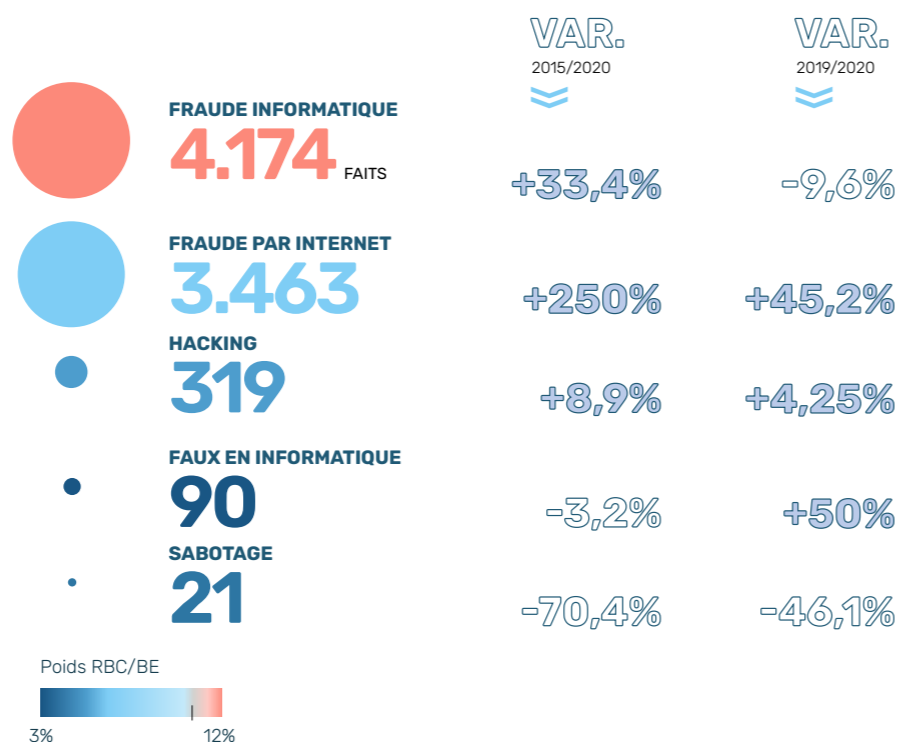 VAR. VAR.
2015/2020 2019/2020
FRAUDE INFORMATIQUE
4.174 FAITS +33,4% -9,6%
FRAUDE PAR INTERNET
3.463 +250% +45,2%
HACKING
319 +8,9% +4,25%
FAUX EN INFORMATIQUE
90 -3,2% +50%
SABOTAGE
21 -70,4% -46,1%
Poids RBC/BE
3% 12%